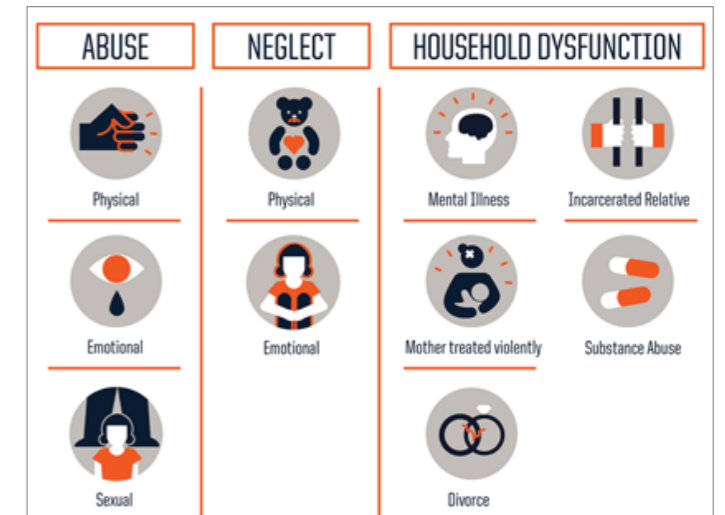 ABUSE
NEGLECT
HOUSEHOLD DYSFUNCTION
Physical
Emotional
Sexual
Physical
Emotional
Mental Illness
Incarcerated Relative
Mother treated violently
Substance Abuse
Divorce